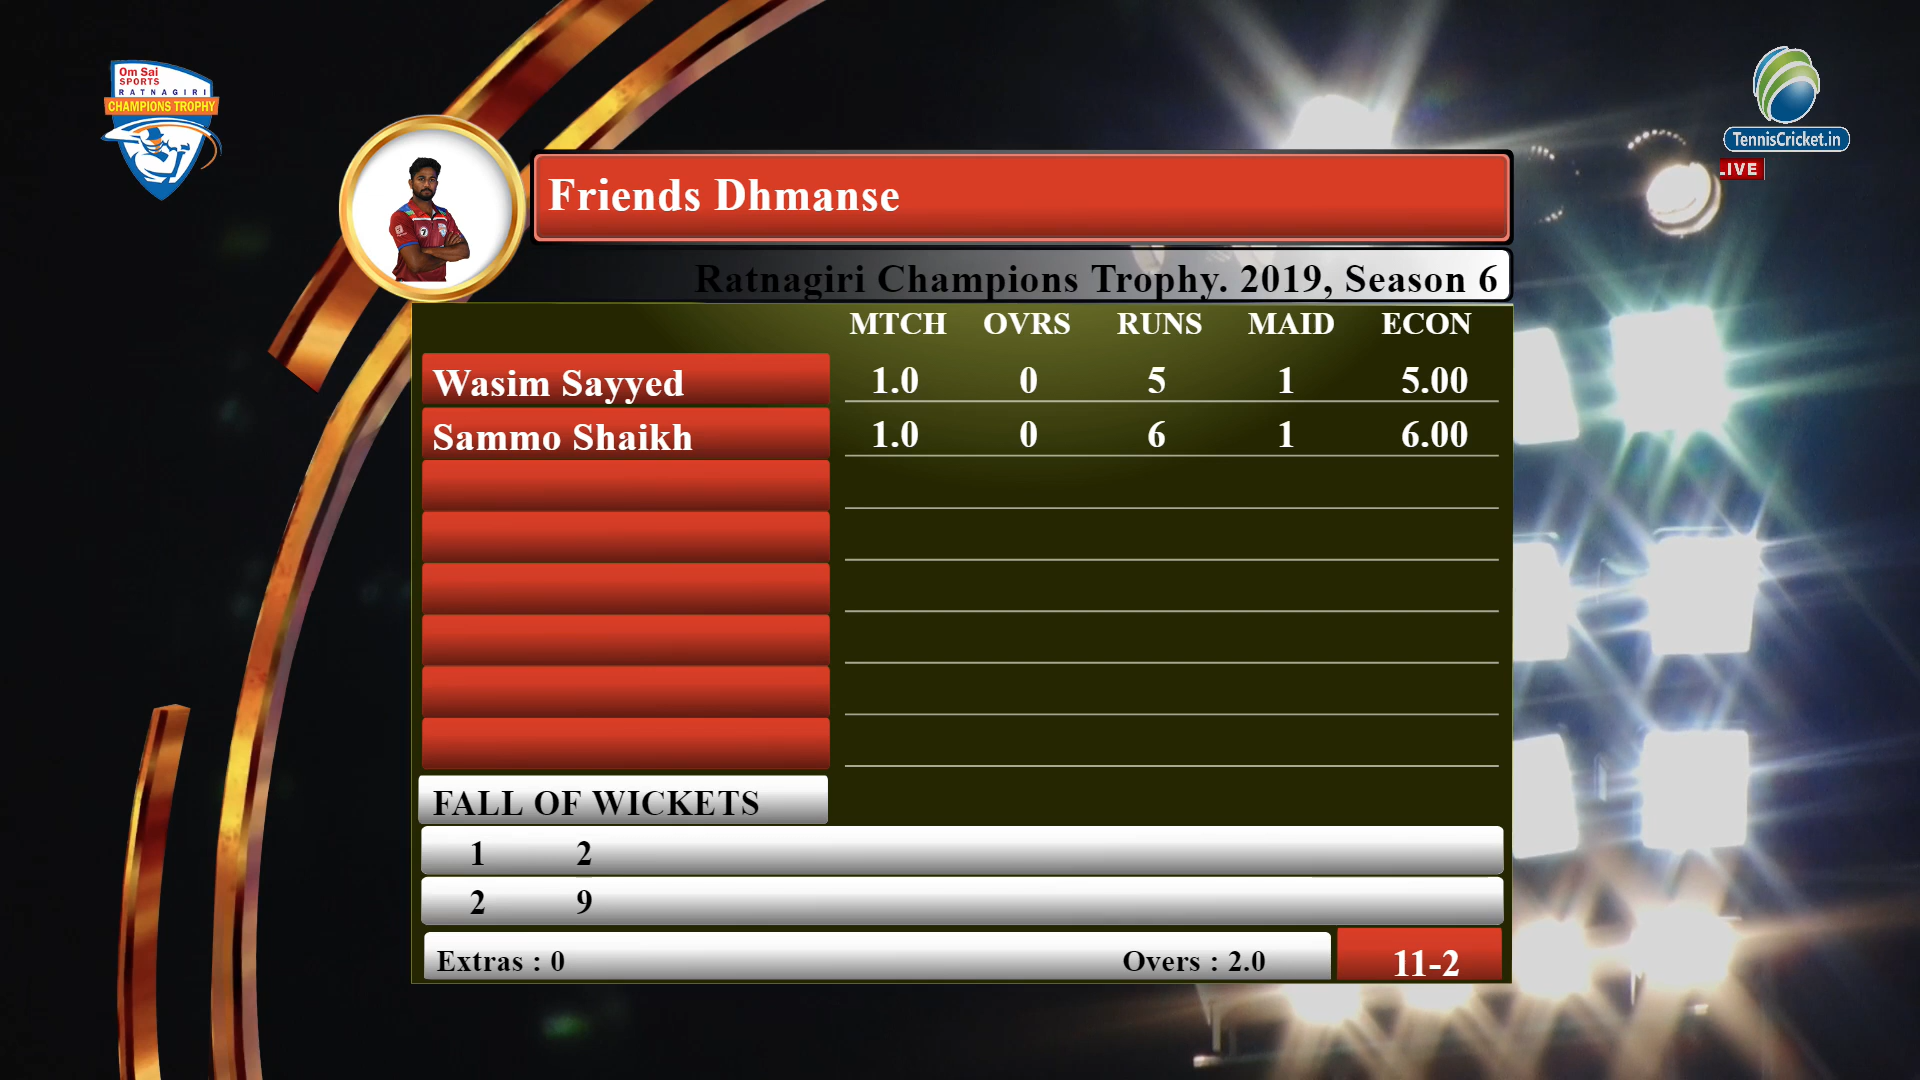 Om Sai
SPORTS
RATNAGIRI
CHAMPIONS TROPHY
TennisCricket.in
LIVE
Friends Dhmanse
Ratnagiri Champions Trophy. 2019, Season 6
MTCH OVRS RUNS MAID ECON
Wasim Sayyed 1.0 0 5 1 5.00
Sammo Shaikh 1.0 0 6 1 6.00
FALL OF WICKETS
1 2
2 9
Extras : 0 Overs : 2.0 11-2